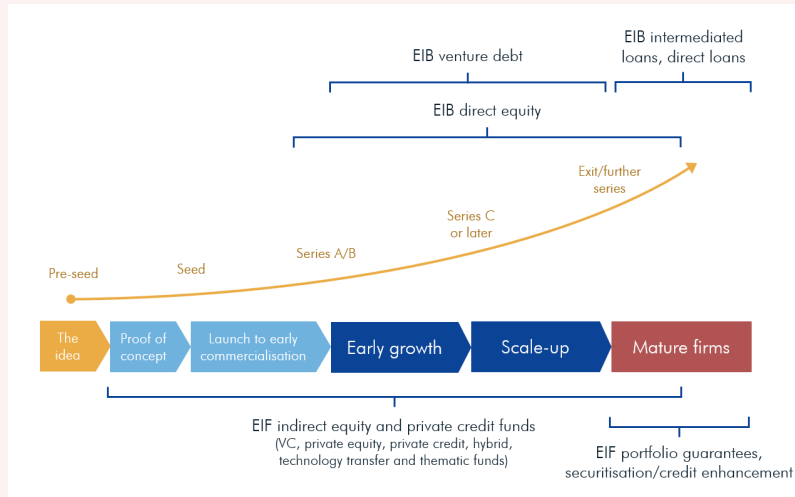 EIB intermediated
loans, direct loans
EIB venture debt
EIB direct equity
Exit/further
series
Series C
or later
Series A/B
Seed
Pre-seed
The
idea
Proof of
concept
Launch to early
commercialisation
Early growth
Scale-up
Mature firms
EIF indirect equity and private credit funds
(VC, private equity, private credit, hybrid,
technology transfer and thematic funds)
EIF portfolio guarantees,
securitisation/credit enhancement